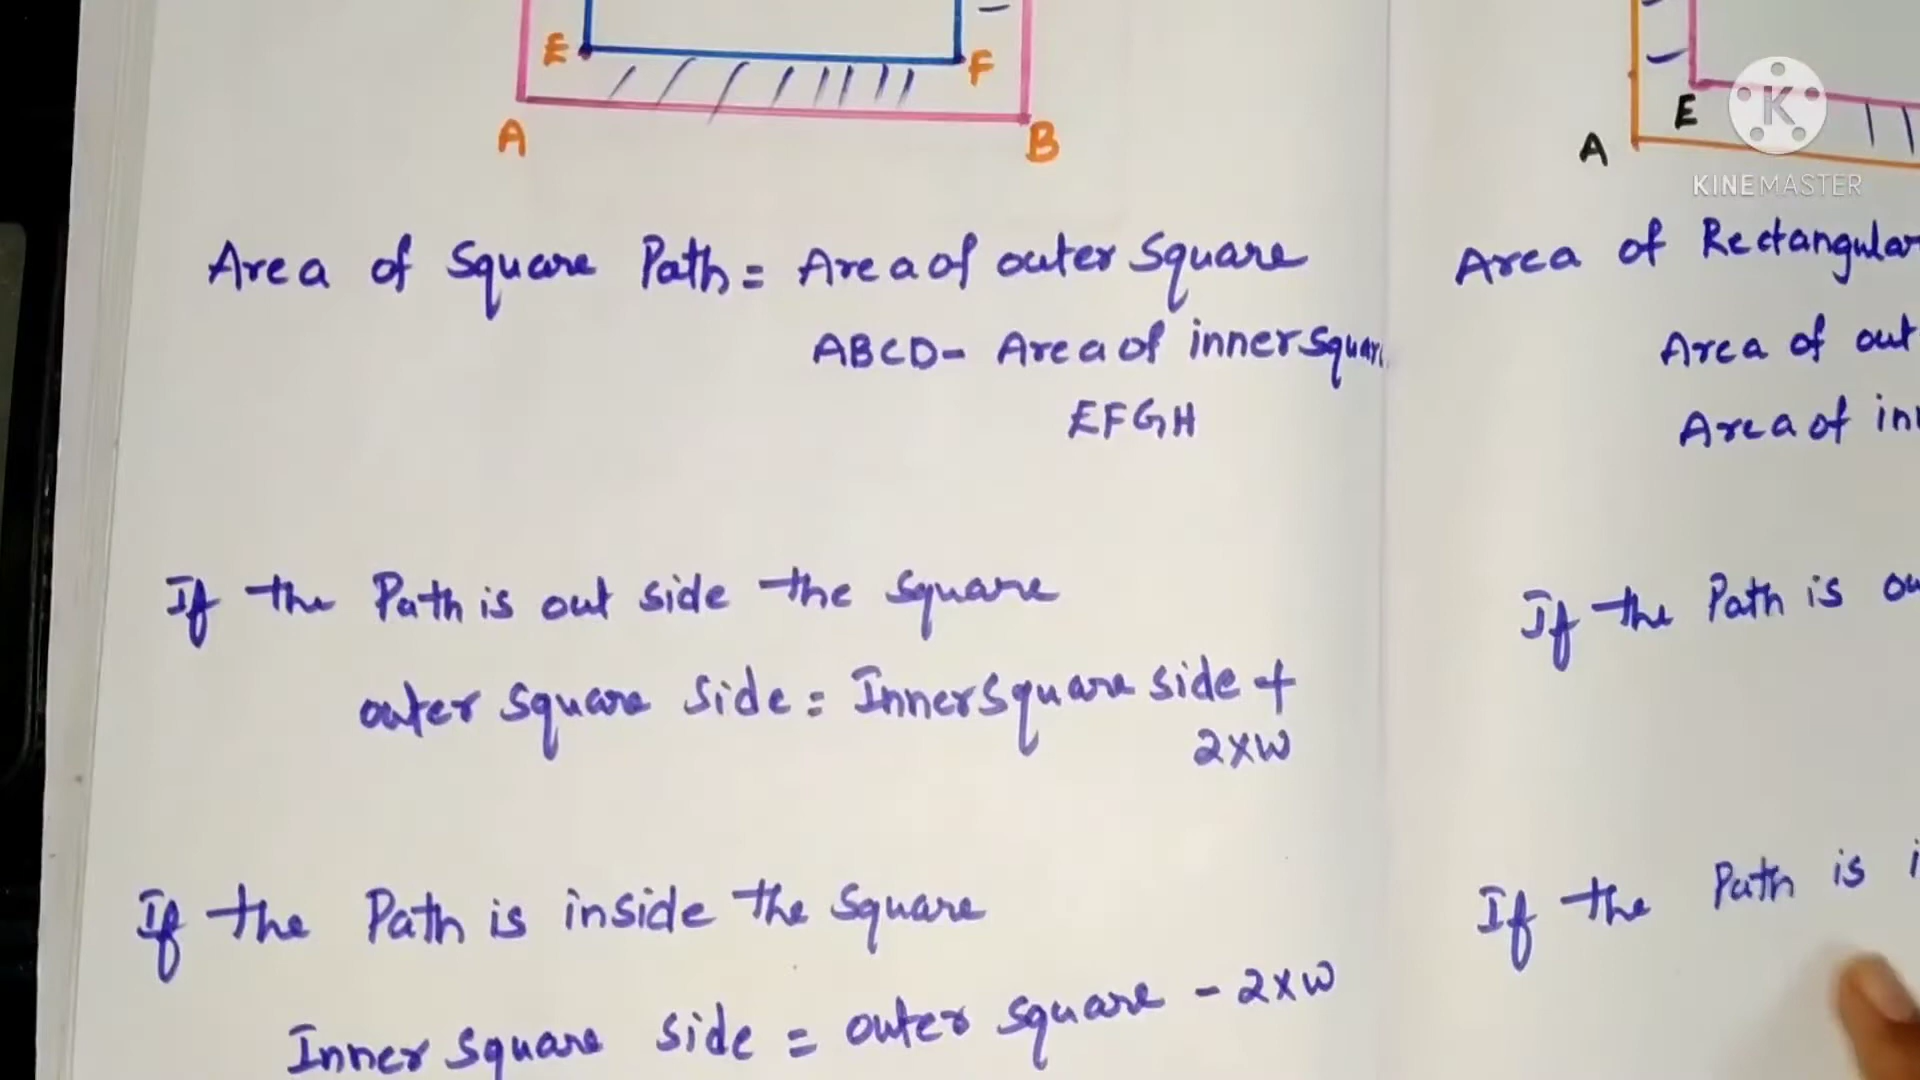 E
F
A
B
Area of Square Path = Area of outer Square
ABCD - Area of inner Squar
EFGH
If the Path is out side the square
outer square side = Inner square side +
2xw
If the Path is inside the square
Inner square side = outer square - 2xw
E
A
KINEMASTER
Area of Rectangular
Area of out
Area of inn
If the Path is ou
If the Path is i